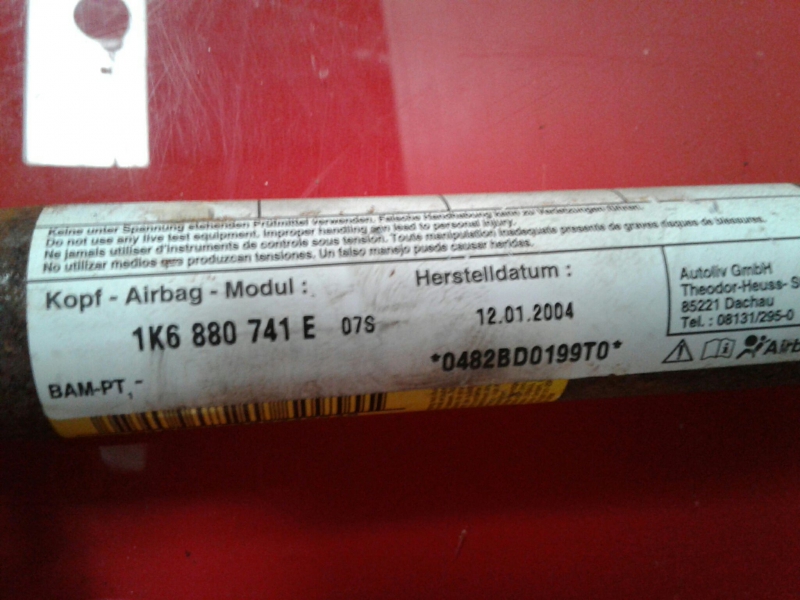 Keine unter Spannung stehenden Prüfmittel verwenden. Falsche Handhabung kann zu Verletzungen führen.
Do not use any live test equipment. Improper handling can lead to personal injury.
Ne jamais utiliser d'instruments de contrôle sous tension. Toute manipulation inadéquate présente de graves risques de blessures.
No utilizar medios que produzcan tensiones. Un falso manejo puede causar heridas.
Kopf - Airbag - Modul :
1K6 880 741 E 07S
BAM-PT,-
Herstelldatum :
12.01.2004
*0482BD0199T0*
Autoliv GmbH
Theodor-Heuss-S
85221 Dachau
Tel. : 08131/295-0
Airb